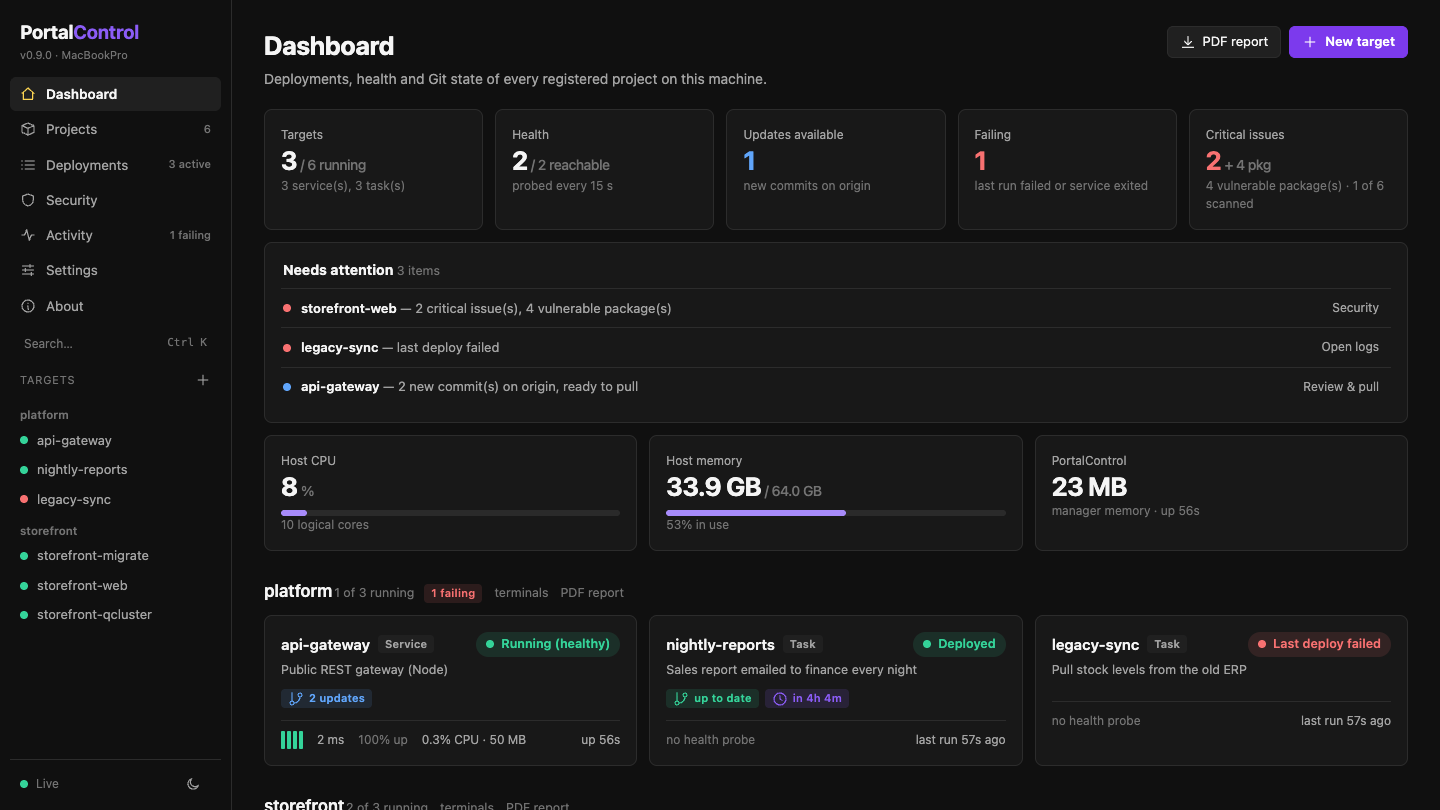 PortalControl
v0.9.0 · MacBookPro
Dashboard
Projects 6
Deployments 3 active
Security
Activity 1 failing
Settings
About
Search... Ctrl K
TARGETS
platform
api-gateway
nightly-reports
legacy-sync
storefront
storefront-migrate
storefront-web
storefront-qcluster
Live
Dashboard
PDF report
New target
Deployments, health and Git state of every registered project on this machine.
Targets
3 / 6 running
3 service(s), 3 task(s)
Health
2 / 2 reachable
probed every 15 s
Updates available
1
new commits on origin
Failing
1
last run failed or service exited
Critical issues
2 + 4 pkg
4 vulnerable package(s) · 1 of 6
scanned
Needs attention 3 items
storefront-web — 2 critical issue(s), 4 vulnerable package(s) Security
legacy-sync — last deploy failed Open logs
api-gateway — 2 new commit(s) on origin, ready to pull Review & pull
Host CPU
8 %
10 logical cores
Host memory
33.9 GB / 64.0 GB
53% in use
PortalControl
23 MB
manager memory · up 56s
platform 1 of 3 running 1 failing terminals PDF report
api-gateway Service Running (healthy)
Public REST gateway (Node)
2 updates
2 ms 100% up 0.3% CPU · 50 MB up 56s
nightly-reports Task Deployed
Sales report emailed to finance every night
up to date in 4h 4m
no health probe last run 57s ago
legacy-sync Task Last deploy failed
Pull stock levels from the old ERP
no health probe last run 57s ago
storefront 2 of 3 running terminals PDF report